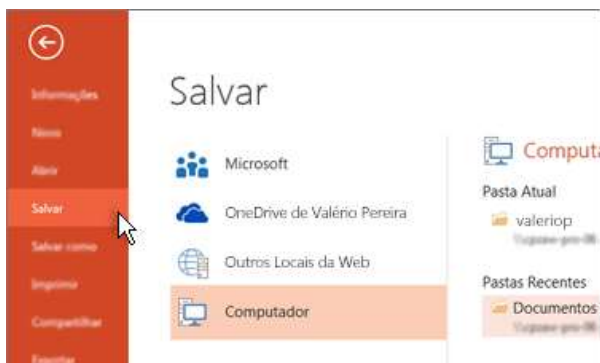 Informações
Novo
Abrir
Salvar
Salvar como
Imprimir
Compartilhar
Exportar
Salvar
Microsoft
OneDrive de Valério Pereira
Outros Locais da Web
Computador
Computa
Pasta Atual
valeriop
Pastas Recentes
Documentos